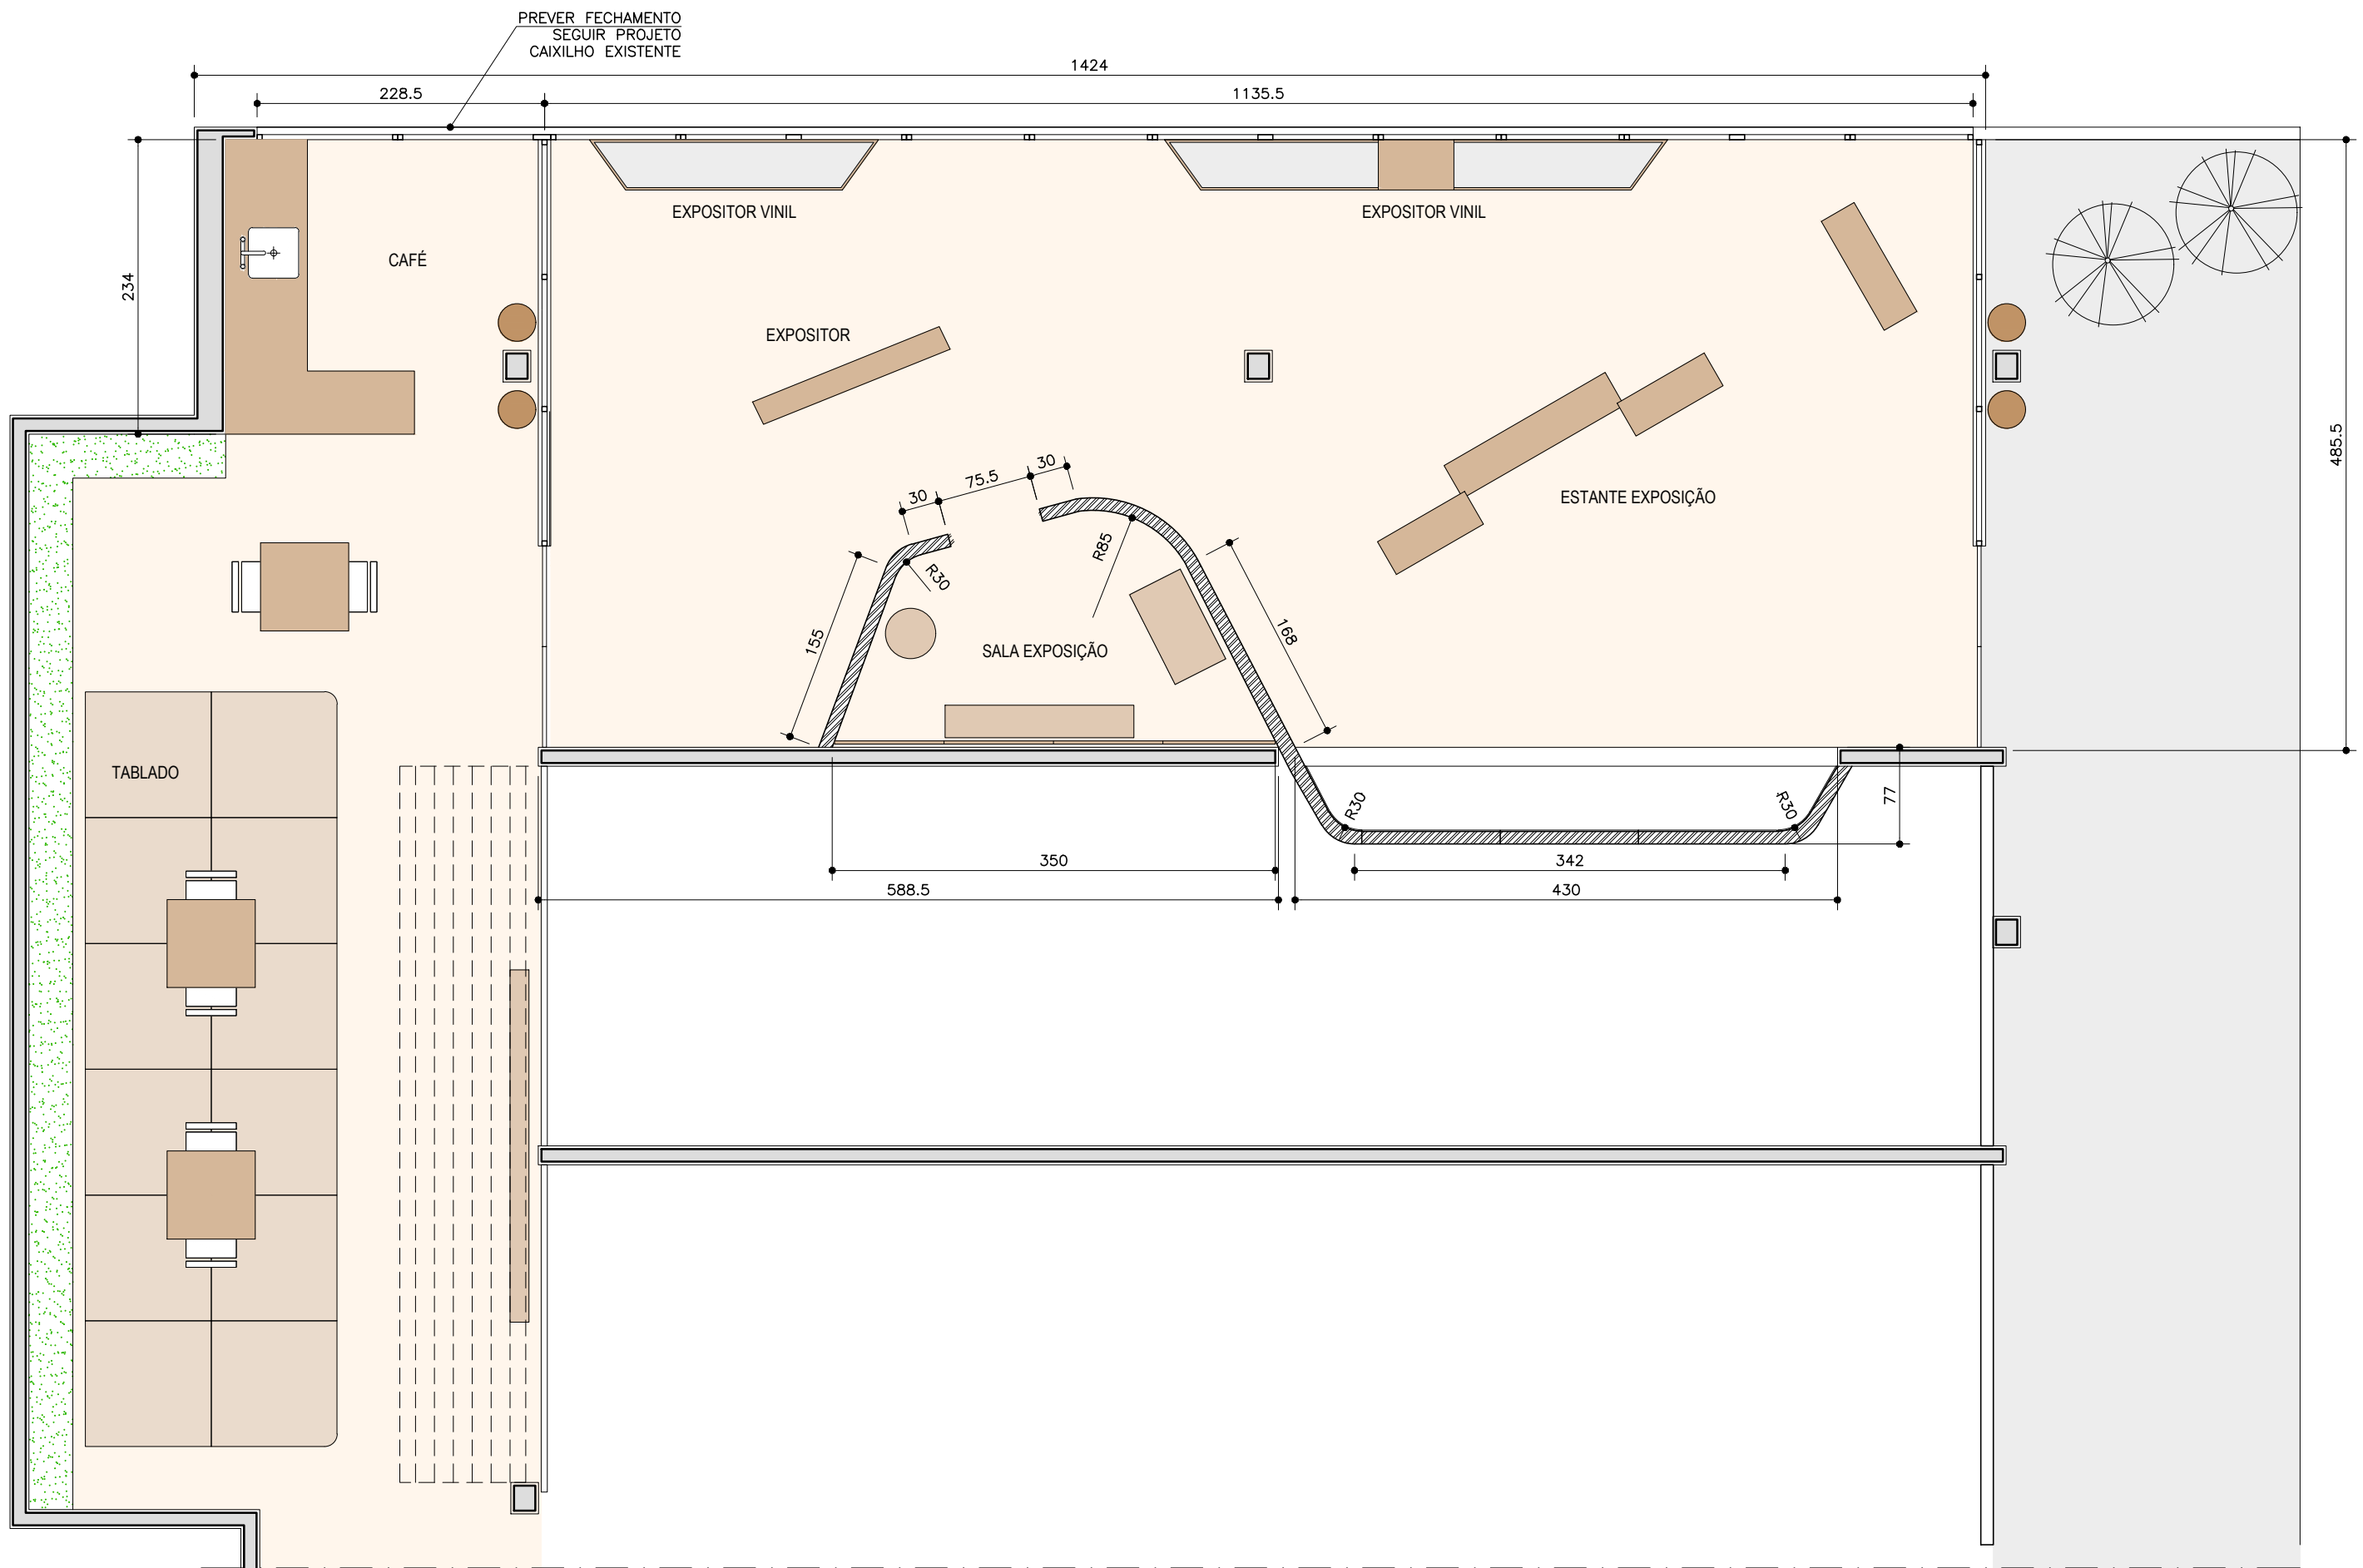 PREVER FECHAMENTO
SEGUIR PROJETO
CAIXILHO EXISTENTE
1424
228.5
1135.5
EXPOSITOR VINIL
EXPOSITOR VINIL
CAFÉ
234
EXPOSITOR
485.5
30
75.5
30
ESTANTE EXPOSIÇÃO
R85
R30
155
168
SALA EXPOSIÇÃO
TABLADO
R30
R30
77
350
342
588.5
430